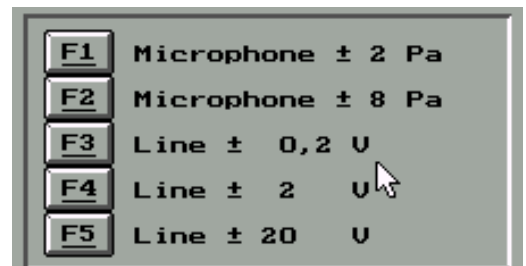 F1 Microphone ± 2 Pa
F2 Microphone ± 8 Pa
F3 Line ± 0,2 V
F4 Line ± 2 V
F5 Line ± 20 V